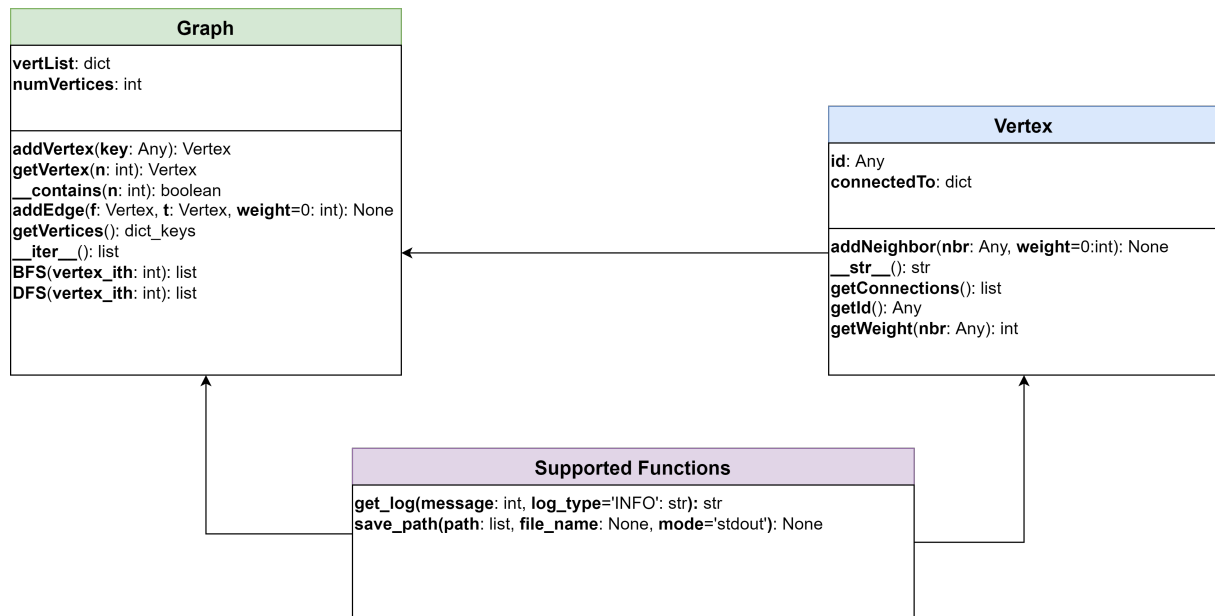 Graph
vertList: dict
numVertices: int
addVertex(key: Any): Vertex
getVertex(n: int): Vertex
__contains(n: int): boolean
addEdge(f: Vertex, t: Vertex, weight=0: int): None
getVertices(): dict_keys
__iter__(): list
BFS(vertex_ith: int): list
DFS(vertex_ith: int): list
Vertex
id: Any
connectedTo: dict
addNeighbor(nbr: Any, weight=0:int): None
__str__(): str
getConnections(): list
getId(): Any
getWeight(nbr: Any): int
Supported Functions
get_log(message: int, log_type='INFO': str): str
save_path(path: list, file_name: None, mode='stdout'): None